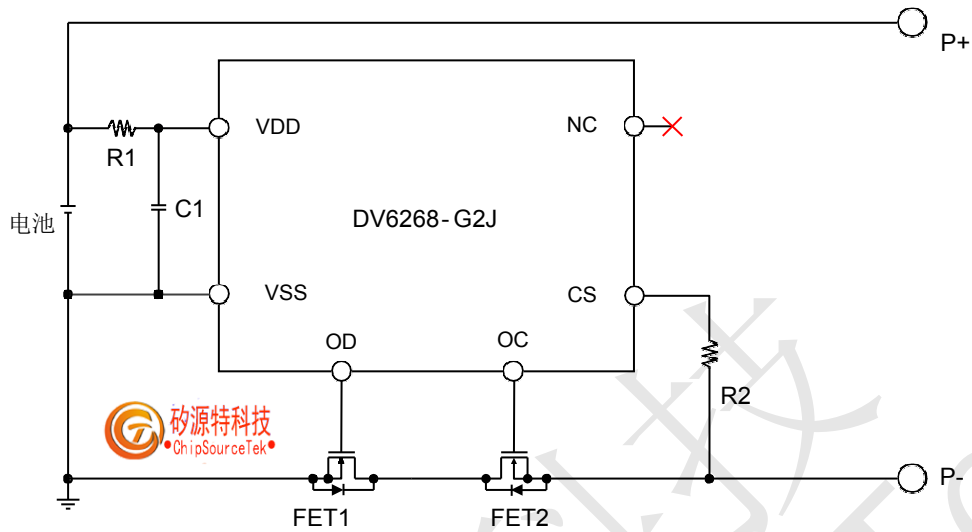 P+
VDD
NC
R1
C1
DV6268-G2J
电池
VSS
CS
OD
OC
R2
矽源特科技
ChipSourceTek
P-
FET1
FET2